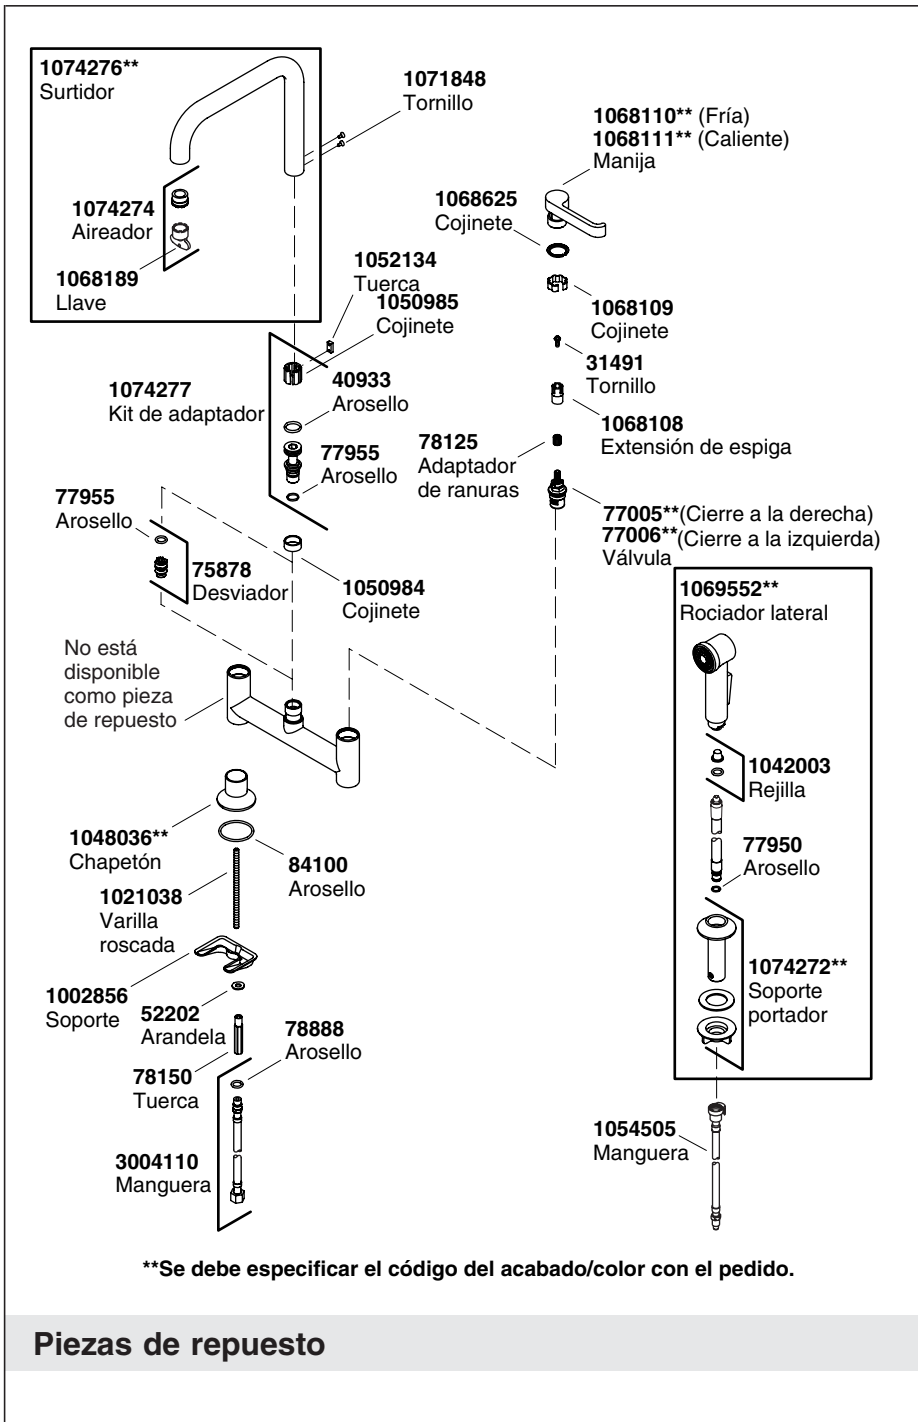 1074276**
Surtidor
1071848
Tornillo
1074274
Aireador
1068189
Llave
1068110** (Fría)
1068111** (Caliente)
Manija
1068625
Cojinete
1052134
Tuerca
1050985
Cojinete
1068109
Cojinete
31491
Tornillo
1074277
Kit de adaptador
40933
Arosello
1068108
Extensión de espiga
78125
Adaptador
de ranuras
77955
Arosello
77955
Arosello
77005**(Cierre a la derecha)
77006**(Cierre a la izquierda)
Válvula
75878
Desviador
1050984
Cojinete
1069552**
Rociador lateral
No está
disponible
como pieza
de repuesto
1042003
Rejilla
1048036**
Chapetón
84100
Arosello
77950
Arosello
1021038
Varilla
roscada
1074272**
Soporte
portador
1002856
Soporte
52202
Arandela
78888
Arosello
78150
Tuerca
1054505
Manguera
3004110
Manguera
**Se debe especificar el código del acabado/color con el pedido.
Piezas de repuesto